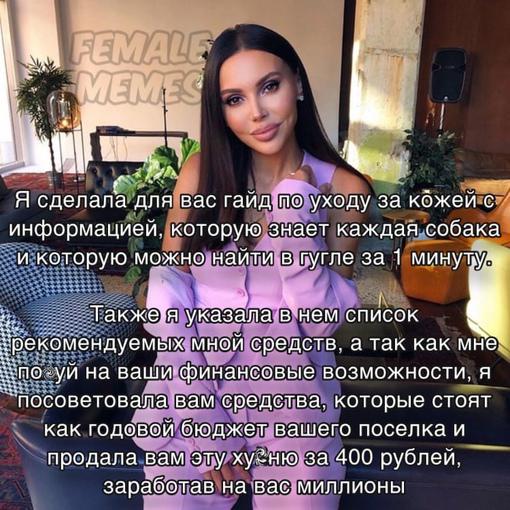 FEMALE
MEMES
Я сделала для вас гайд по уходу за кожей с
информацией, которую знает каждая собака
и которую можно найти в гугле за 1 минуту.
Также я указала в нем список
рекомендуемых мной средств, а так как мне
по уй на ваши финансовые возможности, я
посоветовала вам средства, которые стоят
как годовой бюджет вашего поселка и
продала вам эту ху ню за 400 рублей,
заработав на вас миллионы